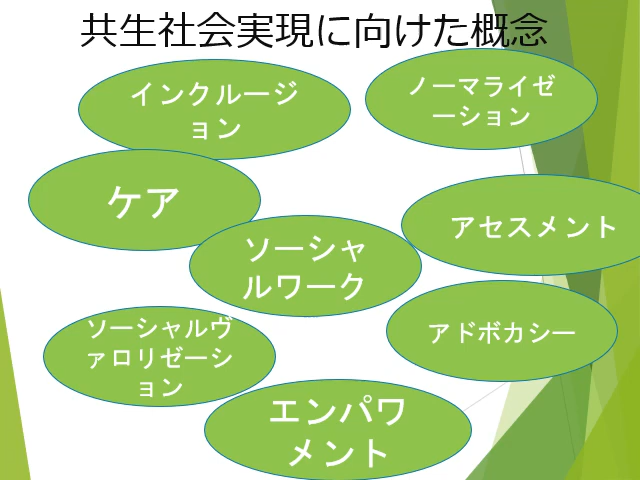 共生社会実現に向けた概念
インクルージ
ョン
ノーマライゼ
ーション
ケア
アセスメント
ソーシャ
ルワーク
ソーシャルヴ
ァロリゼーシ
ョン
アドボカシー
エンパワ
メント